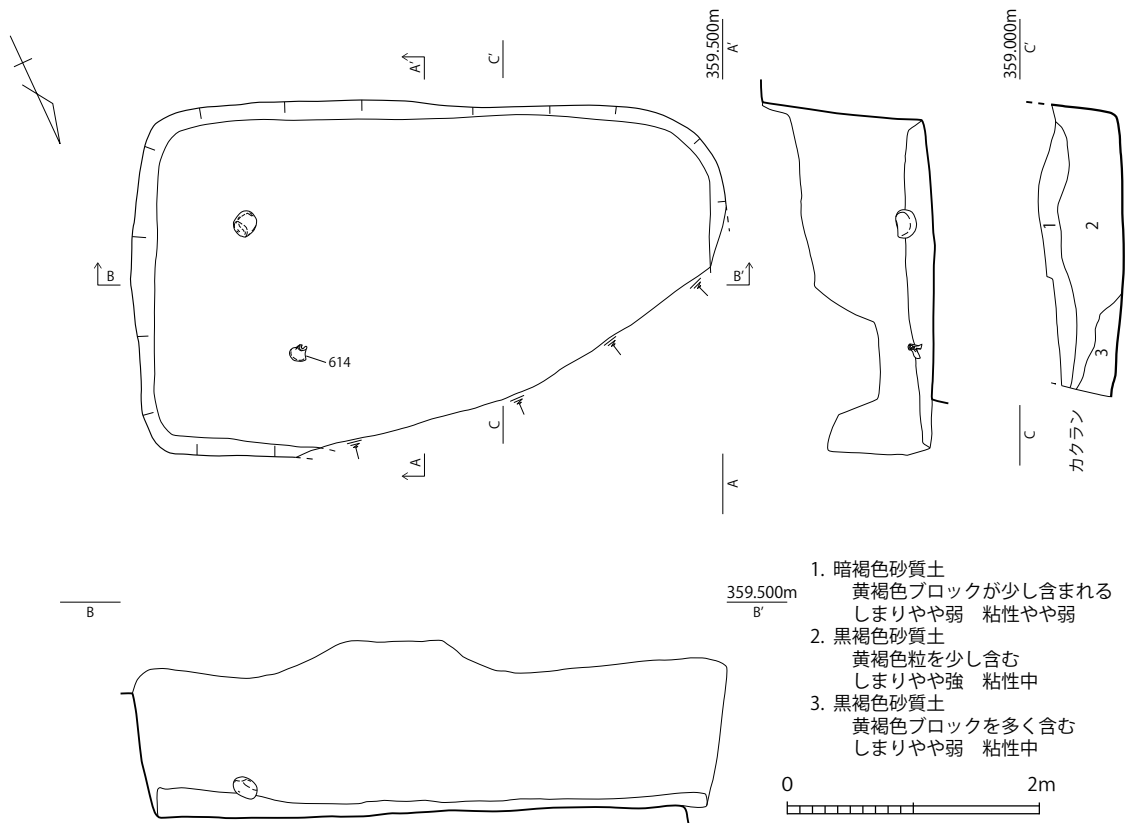 359.500m
A'
359.000m
C'
A'
C'
1
2
3
B
B'
614
C
A
A
C
カクラン
B
359.500m
B'
1. 暗褐色砂質土
黄褐色ブロックが少し含まれる
しまりやや弱　粘性やや弱
2. 黒褐色砂質土
黄褐色粒を少し含む
しまりやや強　粘性中
3. 黒褐色砂質土
黄褐色ブロックを多く含む
しまりやや弱　粘性中
0
2m